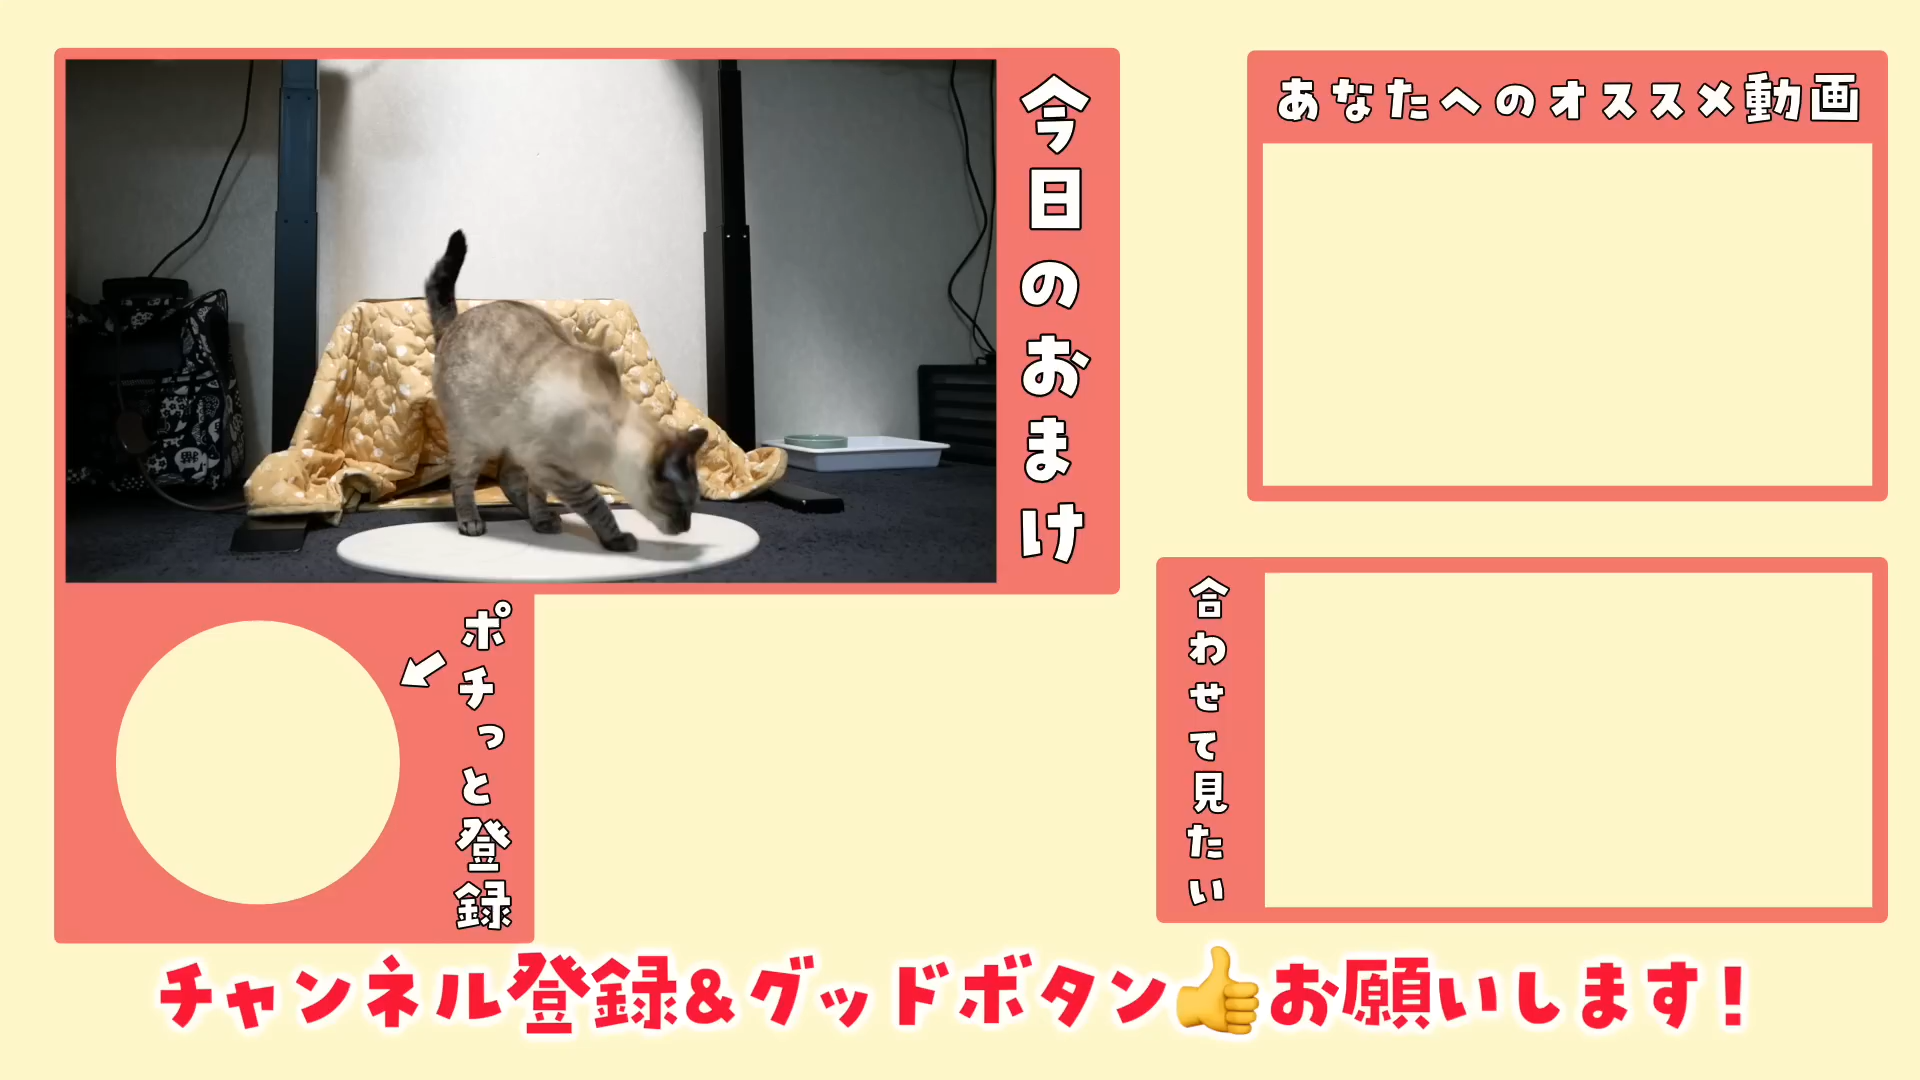 今日のおまけ
あなたへのオススメ動画
ポチっと登録
合わせて見たい
チャンネル登録&グッドボタン👍お願いします!